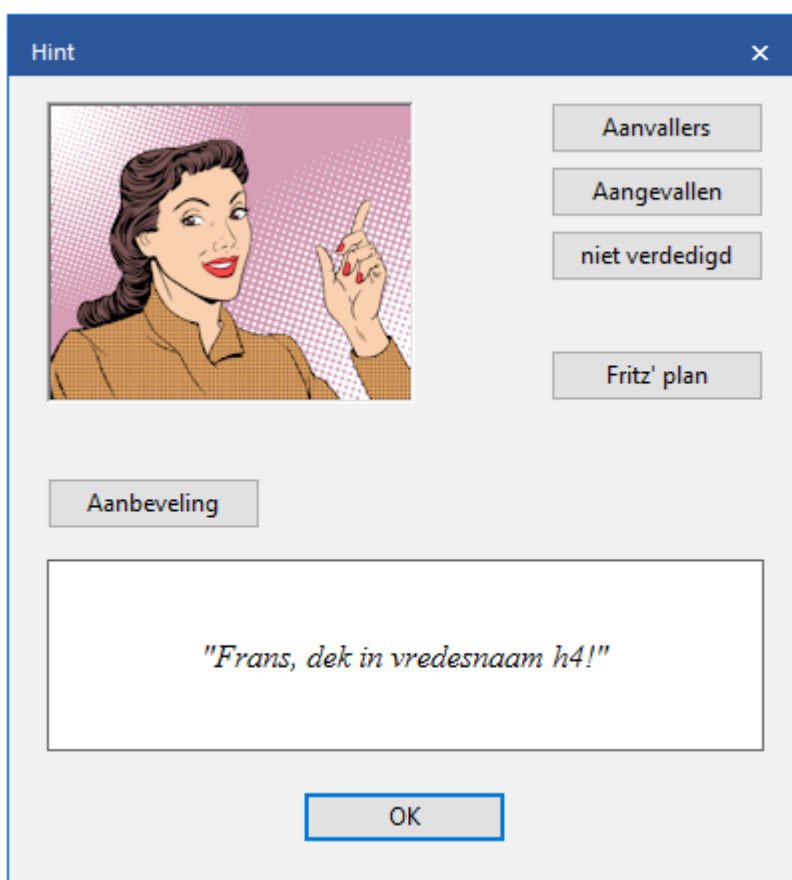 Hint
Aanvallers
Aangevallen
niet verdedigd
Fritz' plan
Aanbeveling
"Frans, dek in vredesnaam h4!"
OK